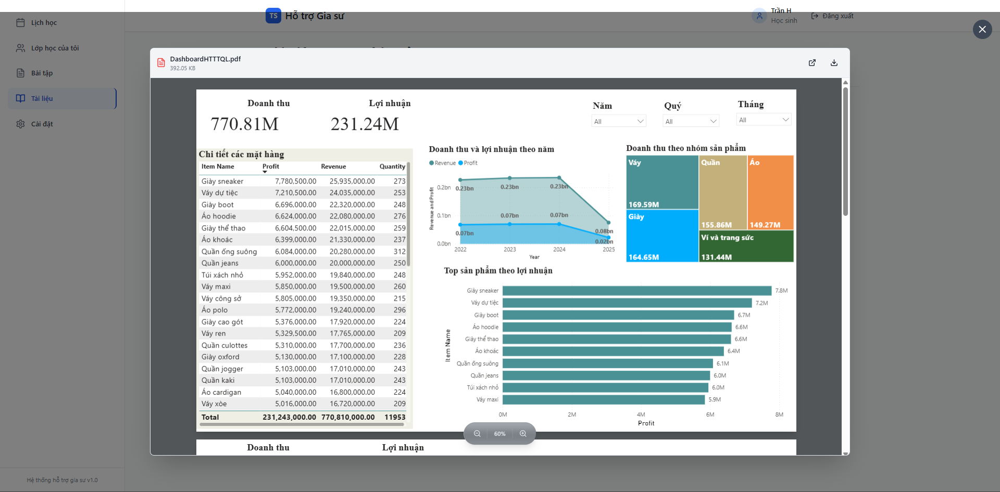 TS Hỗ trợ Gia sư
Trần H
Học sinh
Đăng xuất
Lịch học
Lớp học của tôi
Bài tập
Tài liệu
Cài đặt
Hệ thống hỗ trợ gia sư v1.0
DashboardHTTTQL.pdf
392.05 KB
Doanh thu
770.81M
Lợi nhuận
231.24M
Năm
All
Quý
All
Tháng
All
Chi tiết các mặt hàng
Item Name Profit Revenue Quantity
Giày sneaker 7,780,500.00 25,935,000.00 273
Váy dự tiệc 7,210,500.00 24,035,000.00 253
Giày boot 6,696,000.00 22,320,000.00 248
Áo hoodie 6,624,000.00 22,080,000.00 276
Giày thể thao 6,604,500.00 22,015,000.00 259
Áo khoác 6,399,000.00 21,330,000.00 237
Quần ống suông 6,084,000.00 20,280,000.00 312
Quần jeans 6,000,000.00 20,000,000.00 250
Túi xách nhỏ 5,952,000.00 19,840,000.00 248
Váy maxi 5,850,000.00 19,500,000.00 260
Váy công sở 5,805,000.00 19,350,000.00 215
Áo polo 5,772,000.00 19,240,000.00 296
Giày cao gót 5,376,000.00 17,920,000.00 224
Váy ren 5,329,500.00 17,765,000.00 209
Quần culottes 5,310,000.00 17,700,000.00 236
Giày oxford 5,130,000.00 17,100,000.00 228
Quần jogger 5,103,000.00 17,010,000.00 243
Quần kaki 5,103,000.00 17,010,000.00 243
Áo cardigan 5,040,000.00 16,800,000.00 224
Váy xòe 5,016,000.00 16,720,000.00 209
Total 231,243,000.00 770,810,000.00 11953
Doanh thu và lợi nhuận theo năm
Revenue Profit
Revenue and Profit
0.2bn
0.1bn
0.0bn
0.23bn 0.23bn 0.23bn 0.08bn
0.07bn 0.07bn 0.07bn 0.02bn
2022 2023 2024 2025
Year
Doanh thu theo nhóm sản phẩm
Váy
169.59M
Giày
164.65M
Quần
155.86M
Áo
149.27M
Ví và trang sức
131.44M
Top sản phẩm theo lợi nhuận
Item Name
Giày sneaker 7.8M
Váy dự tiệc 7.2M
Giày boot 6.7M
Áo hoodie 6.6M
Giày thể thao 6.6M
Áo khoác 6.4M
Quần ống suông 6.1M
Quần jeans 6.0M
Túi xách nhỏ 6.0M
Váy maxi 5.9M
0M 2M 4M 6M 8M
Profit
60%
Doanh thu Lợi nhuận